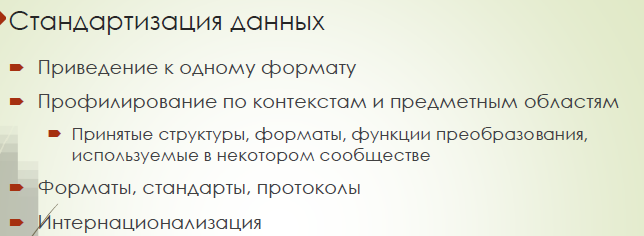 Стандартизация данных
Приведение к одному формату
Профилирование по контекстам и предметным областям
Принятые структуры, форматы, функции преобразования,
используемые в некотором сообществе
Форматы, стандарты, протоколы
Интернационализация